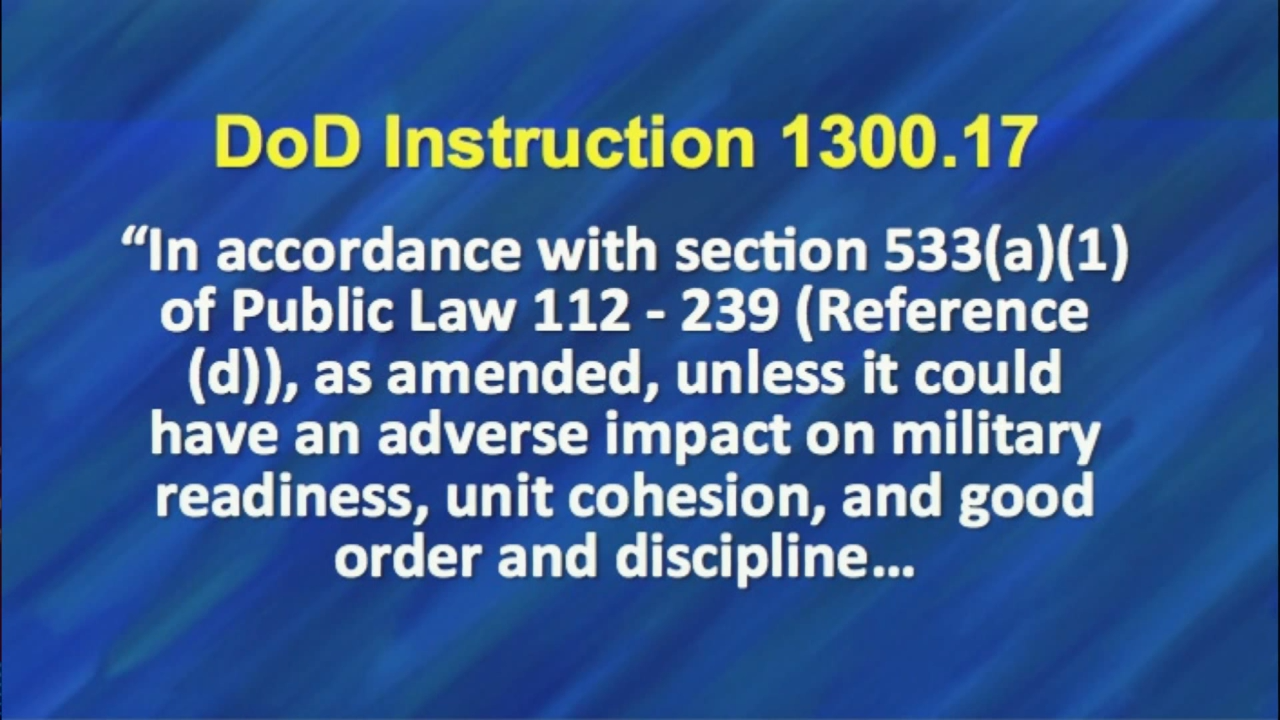 DoD Instruction 1300.17
“In accordance with section 533(a)(1)
of Public Law 112 - 239 (Reference
(d)), as amended, unless it could
have an adverse impact on military
readiness, unit cohesion, and good
order and discipline…